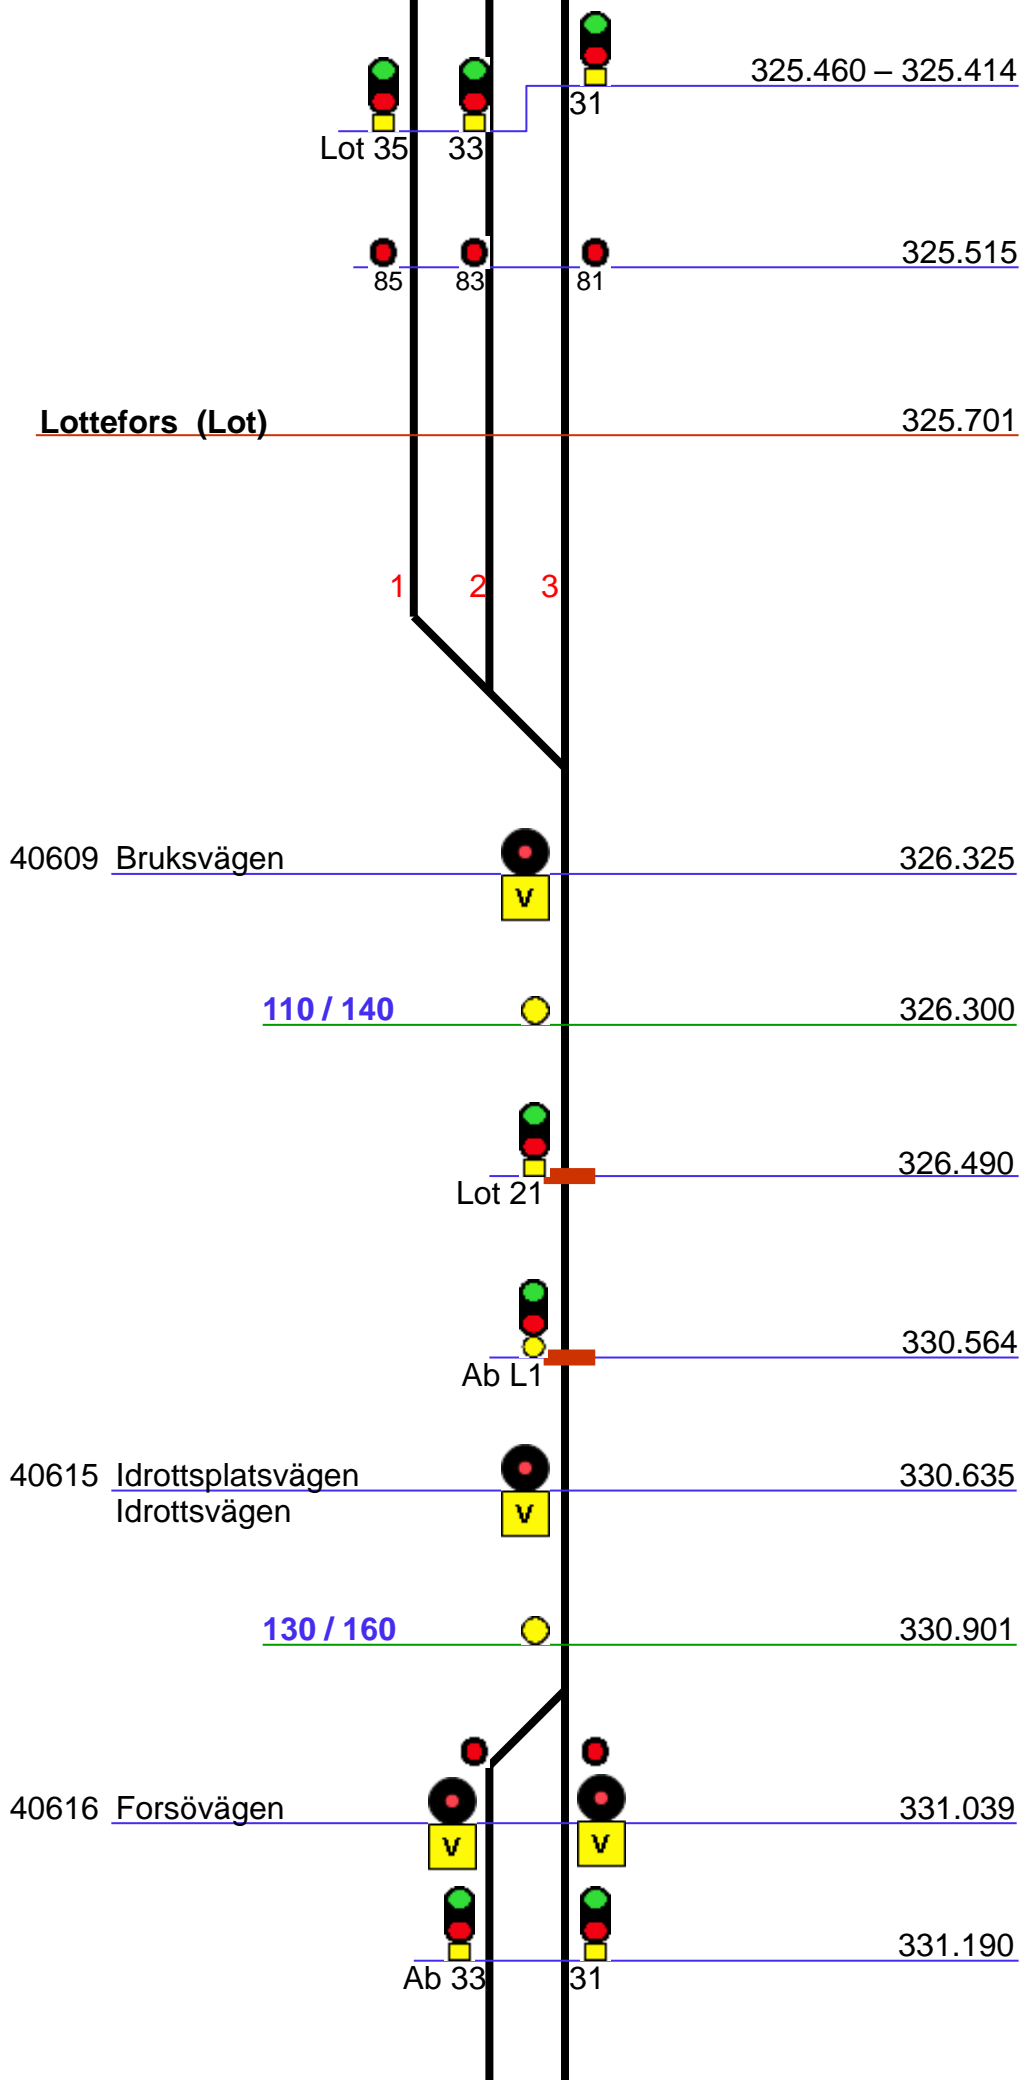 325.460 – 325.414
31
Lot 35 33
325.515
85 83 81
Lottefors (Lot) 325.701
1 2 3
40609 Bruksvägen 326.325
V
110 / 140 326.300
326.490
Lot 21
330.564
Ab L1
40615 Idrottsplatsvägen 330.635
Idrottsvägen V
130 / 160 330.901
40616 Forsövägen 331.039
V V
331.190
Ab 33 31